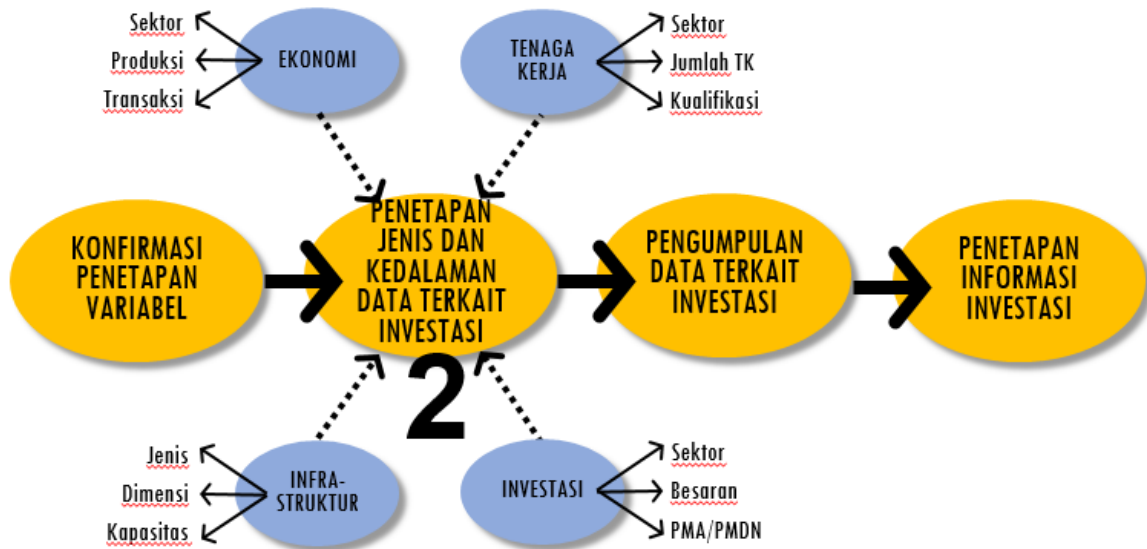 Sektor
Produksi
Transaksi
EKONOMI
TENAGA
KERJA
Sektor
Jumlah TK
Kualifikasi
KONFIRMASI
PENETAPAN
VARIABEL
PENETAPAN
JENIS DAN
KEDALAMAN
DATA TERKAIT
INVESTASI
2
PENGUMPULAN
DATA TERKAIT
INVESTASI
PENETAPAN
INFORMASI
INVESTASI
Jenis
Dimensi
Kapasitas
INFRA-
STRUKTUR
INVESTASI
Sektor
Besaran
PMA/PMDN